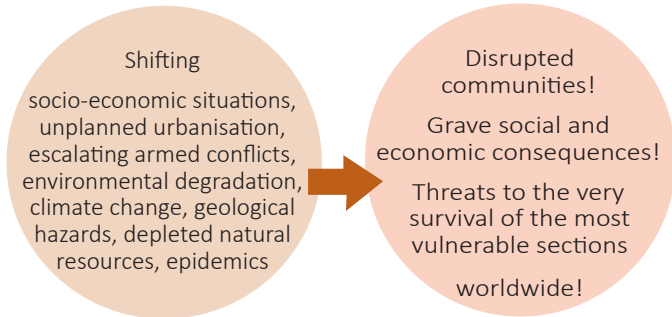 Shifting
socio-economic situations,
unplanned urbanisation,
escalating armed conflicts,
environmental degradation,
climate change, geological
hazards, depleted natural
resources, epidemics
Disrupted
communities!
Grave social and
economic consequences!
Threats to the very
survival of the most
vulnerable sections
worldwide!